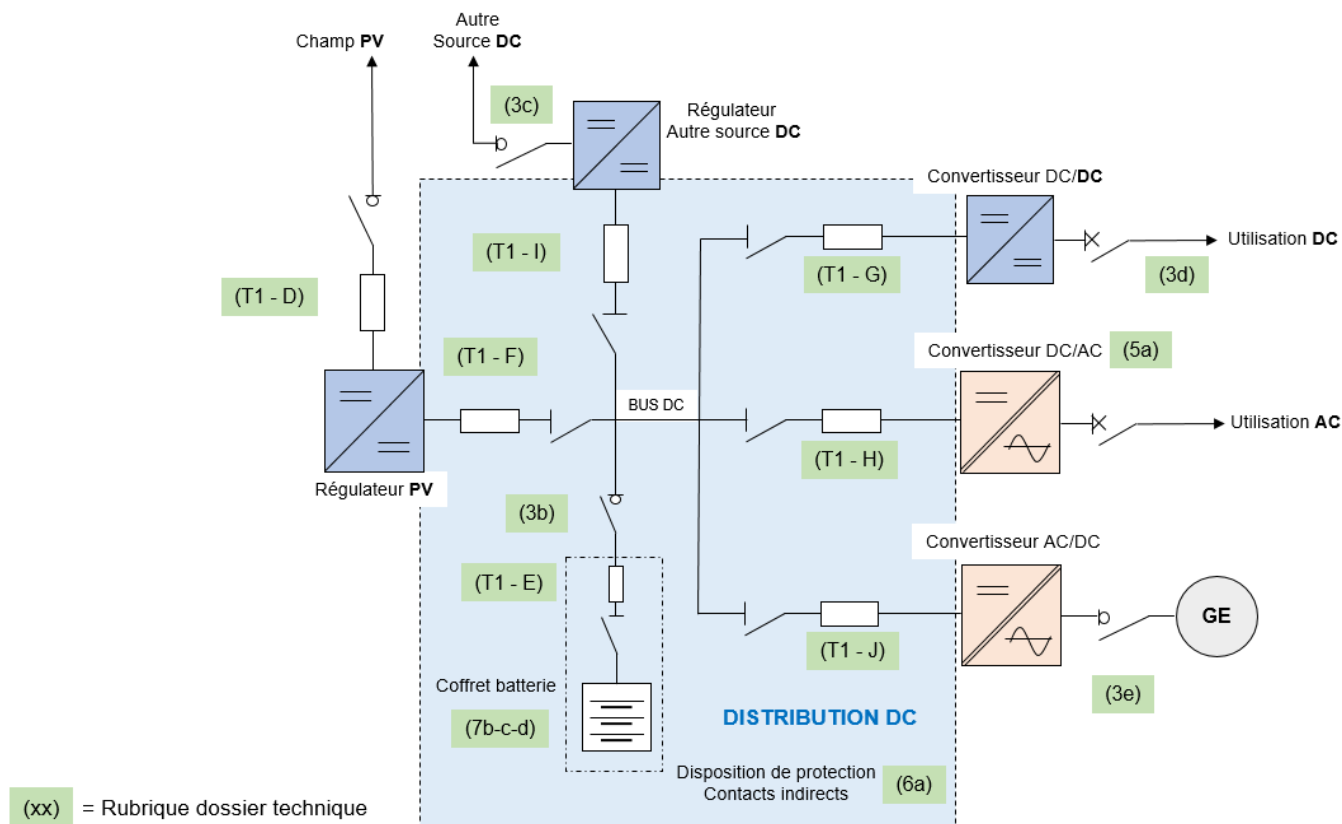 Champ PV
Autre
Source DC
(3c)
Régulateur
Autre source DC
Convertisseur DC/DC
(T1 - I)
(T1 - G)
Utilisation DC
(3d)
(T1 - D)
(T1 - F)
Convertisseur DC/AC
(5a)
BUS DC
Utilisation AC
(T1 - H)
Régulateur PV
(3b)
Convertisseur AC/DC
(T1 - E)
GE
(T1 - J)
Coffret batterie
(3e)
(7b-c-d)
DISTRIBUTION DC
Disposition de protection
Contacts indirects
(6a)
(xx) = Rubrique dossier technique